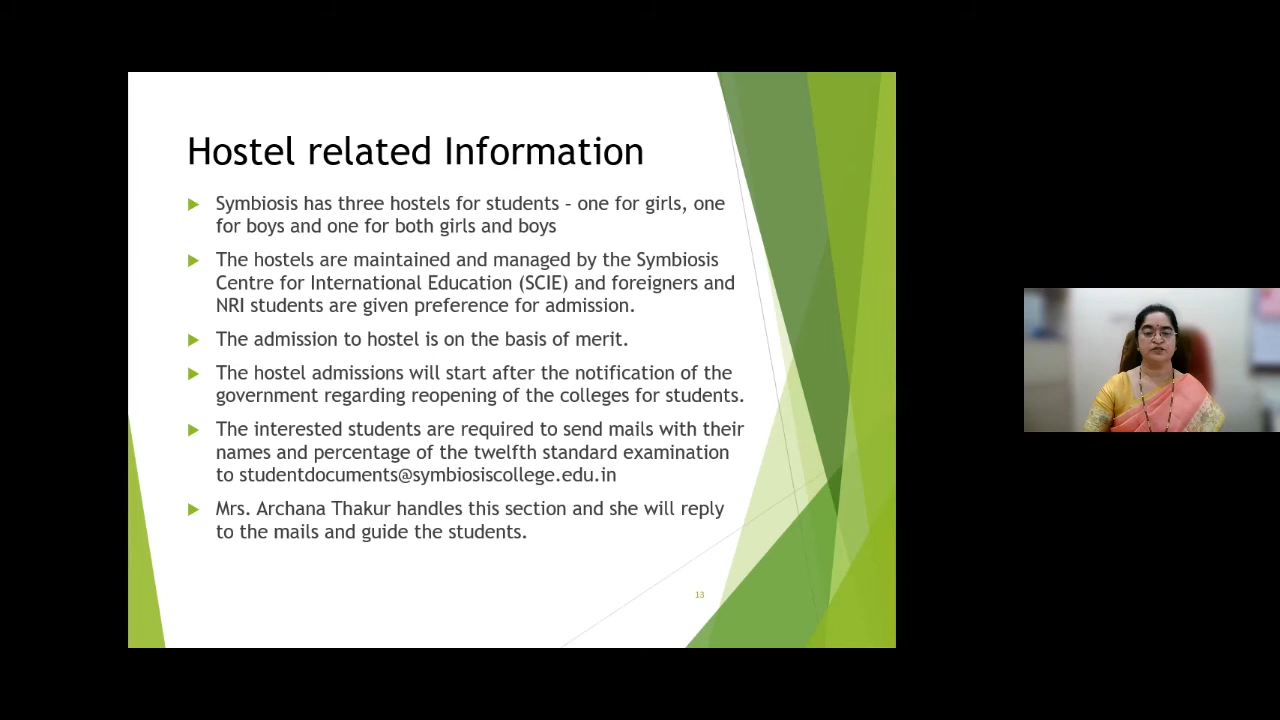 Hostel related Information
Symbiosis has three hostels for students – one for girls, one
for boys and one for both girls and boys
The hostels are maintained and managed by the Symbiosis
Centre for International Education (SCIE) and foreigners and
NRI students are given preference for admission.
The admission to hostel is on the basis of merit.
The hostel admissions will start after the notification of the
government regarding reopening of the colleges for students.
The interested students are required to send mails with their
names and percentage of the twelfth standard examination
to studentdocuments@symbiosiscollege.edu.in
Mrs. Archana Thakur handles this section and she will reply
to the mails and guide the students.
13